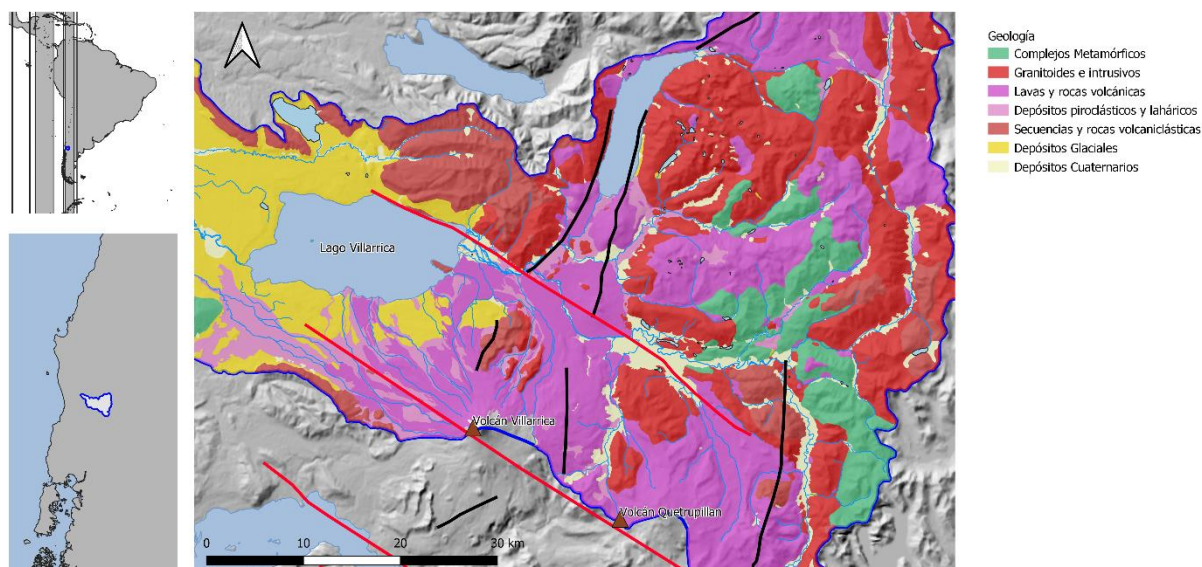 Geología
Complejos Metamórficos
Granitoides e intrusivos
Lavas y rocas volcánicas
Depósitos piroclásticos y laháricos
Secuencias y rocas volcaniclásticas
Depósitos Glaciales
Depósitos Cuaternarios
Lago Villarrica
Volcán Villarrica
Volcán Quetrupillan
0 10 20 30 km